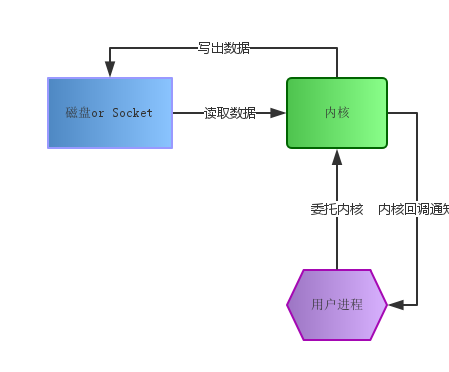 写出数据
磁盘or Socket
读取数据
内核
委托内核
内核回调通知
用户进程